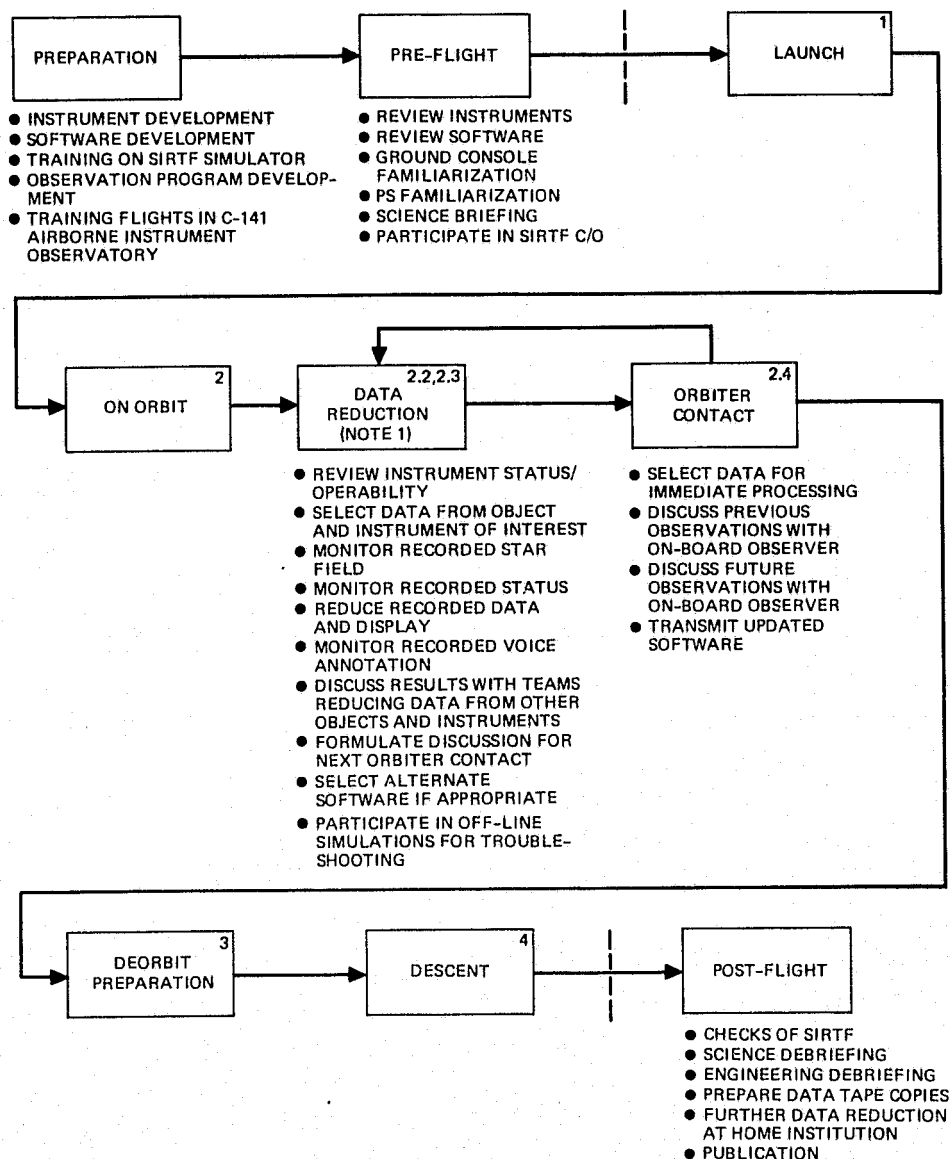 PREPARATION
PRE-FLIGHT
1
LAUNCH
● INSTRUMENT DEVELOPMENT
● SOFTWARE DEVELOPMENT
● TRAINING ON SIRTF SIMULATOR
● OBSERVATION PROGRAM DEVELOP-
MENT
● TRAINING FLIGHTS IN C-141
AIRBORNE INSTRUMENT
OBSERVATORY
● REVIEW INSTRUMENTS
● REVIEW SOFTWARE
● GROUND CONSOLE
FAMILIARIZATION
● PS FAMILIARIZATION
● SCIENCE BRIEFING
● PARTICIPATE IN SIRTF C/O
2
ON ORBIT
2.2,2.3
DATA
REDUCTION
(NOTE 1)
2.4
ORBITER
CONTACT
● REVIEW INSTRUMENT STATUS/
OPERABILITY
● SELECT DATA FROM OBJECT
AND INSTRUMENT OF INTEREST
● MONITOR RECORDED STAR
FIELD
● MONITOR RECORDED STATUS
● REDUCE RECORDED DATA
AND DISPLAY
● MONITOR RECORDED VOICE
ANNOTATION
● DISCUSS RESULTS WITH TEAMS
REDUCING DATA FROM OTHER
OBJECTS AND INSTRUMENTS
● FORMULATE DISCUSSION FOR
NEXT ORBITER CONTACT
● SELECT ALTERNATE
SOFTWARE IF APPROPRIATE
● PARTICIPATE IN OFF-LINE
SIMULATIONS FOR TROUBLE-
SHOOTING
● SELECT DATA FOR
IMMEDIATE PROCESSING
● DISCUSS PREVIOUS
OBSERVATIONS WITH
ON-BOARD OBSERVER
● DISCUSS FUTURE
OBSERVATIONS WITH
ON-BOARD OBSERVER
● TRANSMIT UPDATED
SOFTWARE
3
DEORBIT
PREPARATION
4
DESCENT
POST-FLIGHT
● CHECKS OF SIRTF
● SCIENCE DEBRIEFING
● ENGINEERING DEBRIEFING
● PREPARE DATA TAPE COPIES
● FURTHER DATA REDUCTION
AT HOME INSTITUTION
● PUBLICATION